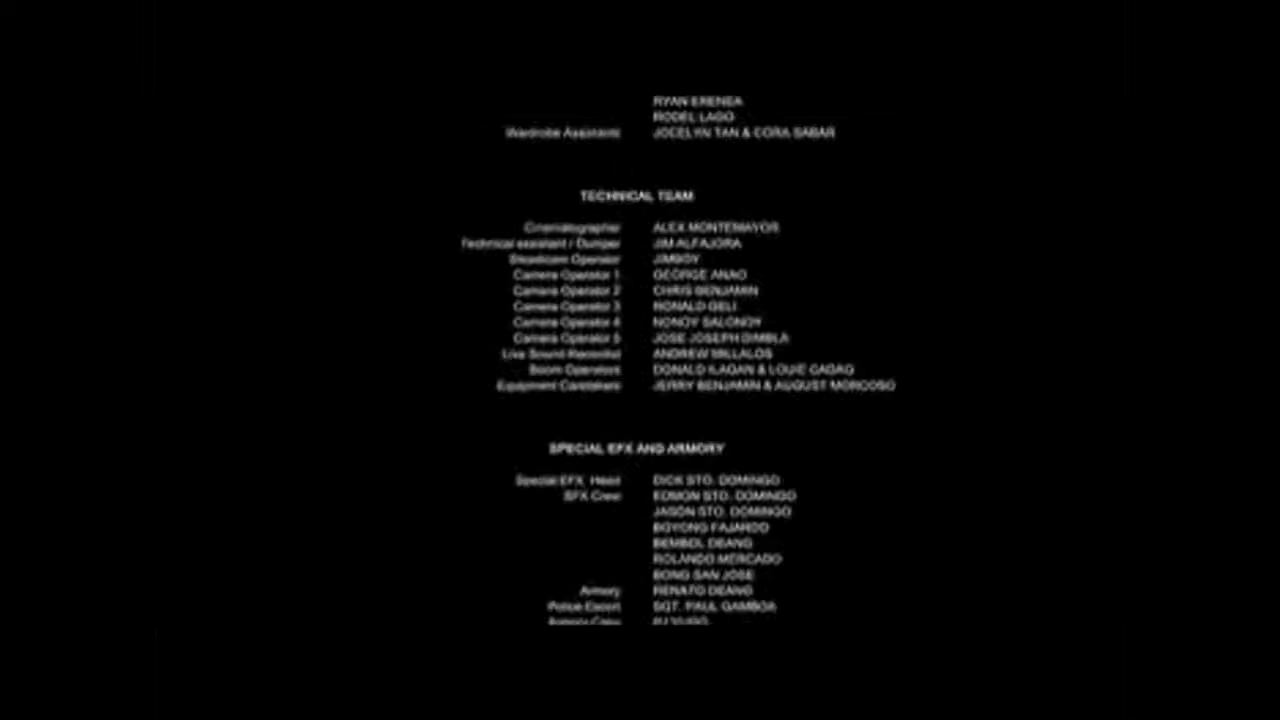 RYAN ERENEA
RODEL LAGO
Wardrobe Assistants JOCELYN TAN & CORA SABAR
TECHNICAL TEAM
Cinematographer ALEX MONTEMAYOR
Technical assistant / Dumper JIM ALFAJORA
Steadicam Operator JIMBOY
Camera Operator 1 GEORGE ANAO
Camera Operator 2 CHRIS BENJAMIN
Camera Operator 3 RONALD GELI
Camera Operator 4 NONOY SALONOY
Camera Operator 5 JOSE JOSEPH DIMBLA
Live Sound Recordist ANDREW MILLALOS
Boom Operators DONALD ILAGAN & LOUIE GADAG
Equipment Caretakers JERRY BENJAMIN & AUGUST MORCOSO
SPECIAL EFX AND ARMORY
Special EFX Head DICK STO. DOMINGO
SFX Crew EDMON STO. DOMINGO
JASON STO. DOMINGO
BOYONG FAJARDO
BEMBOL DEANG
ROLANDO MERCADO
BONG SAN JOSE
Armory RENATO DEANG
Police Escort SGT. PAUL GAMBOA
Armory Crew